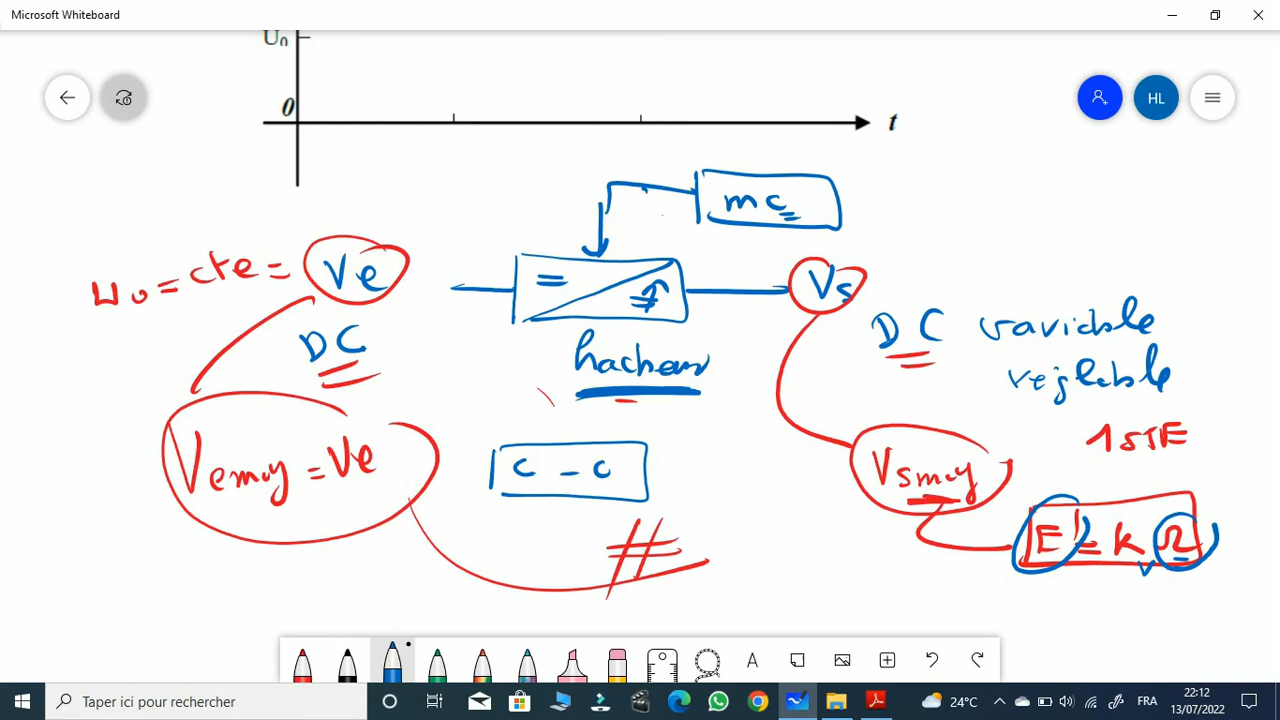 Microsoft Whiteboard
U₀
0
t
HL
mc
u₀ = cte = Ve
=
Vs
DC
DC variable
réglable
hacheur
1STE
Vemoy = Ve
c - c
Vsmoy
E' = k Ω
A
Taper ici pour rechercher
24°C
FRA
22:12
13/07/2022